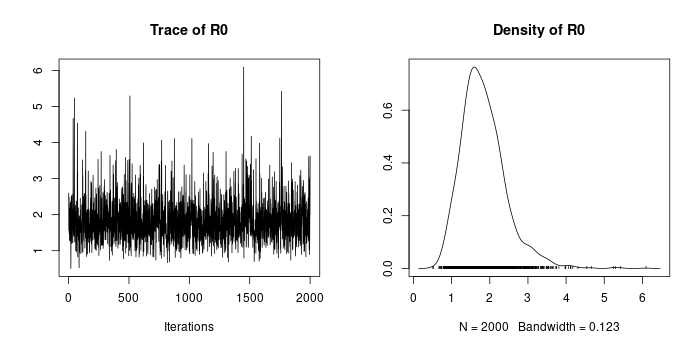 Trace of R0
6
5
4
3
2
1
0 500 1000 1500 2000
Iterations
Density of R0
0.6
0.4
0.2
0.0
0 1 2 3 4 5 6
N = 2000 Bandwidth = 0.123